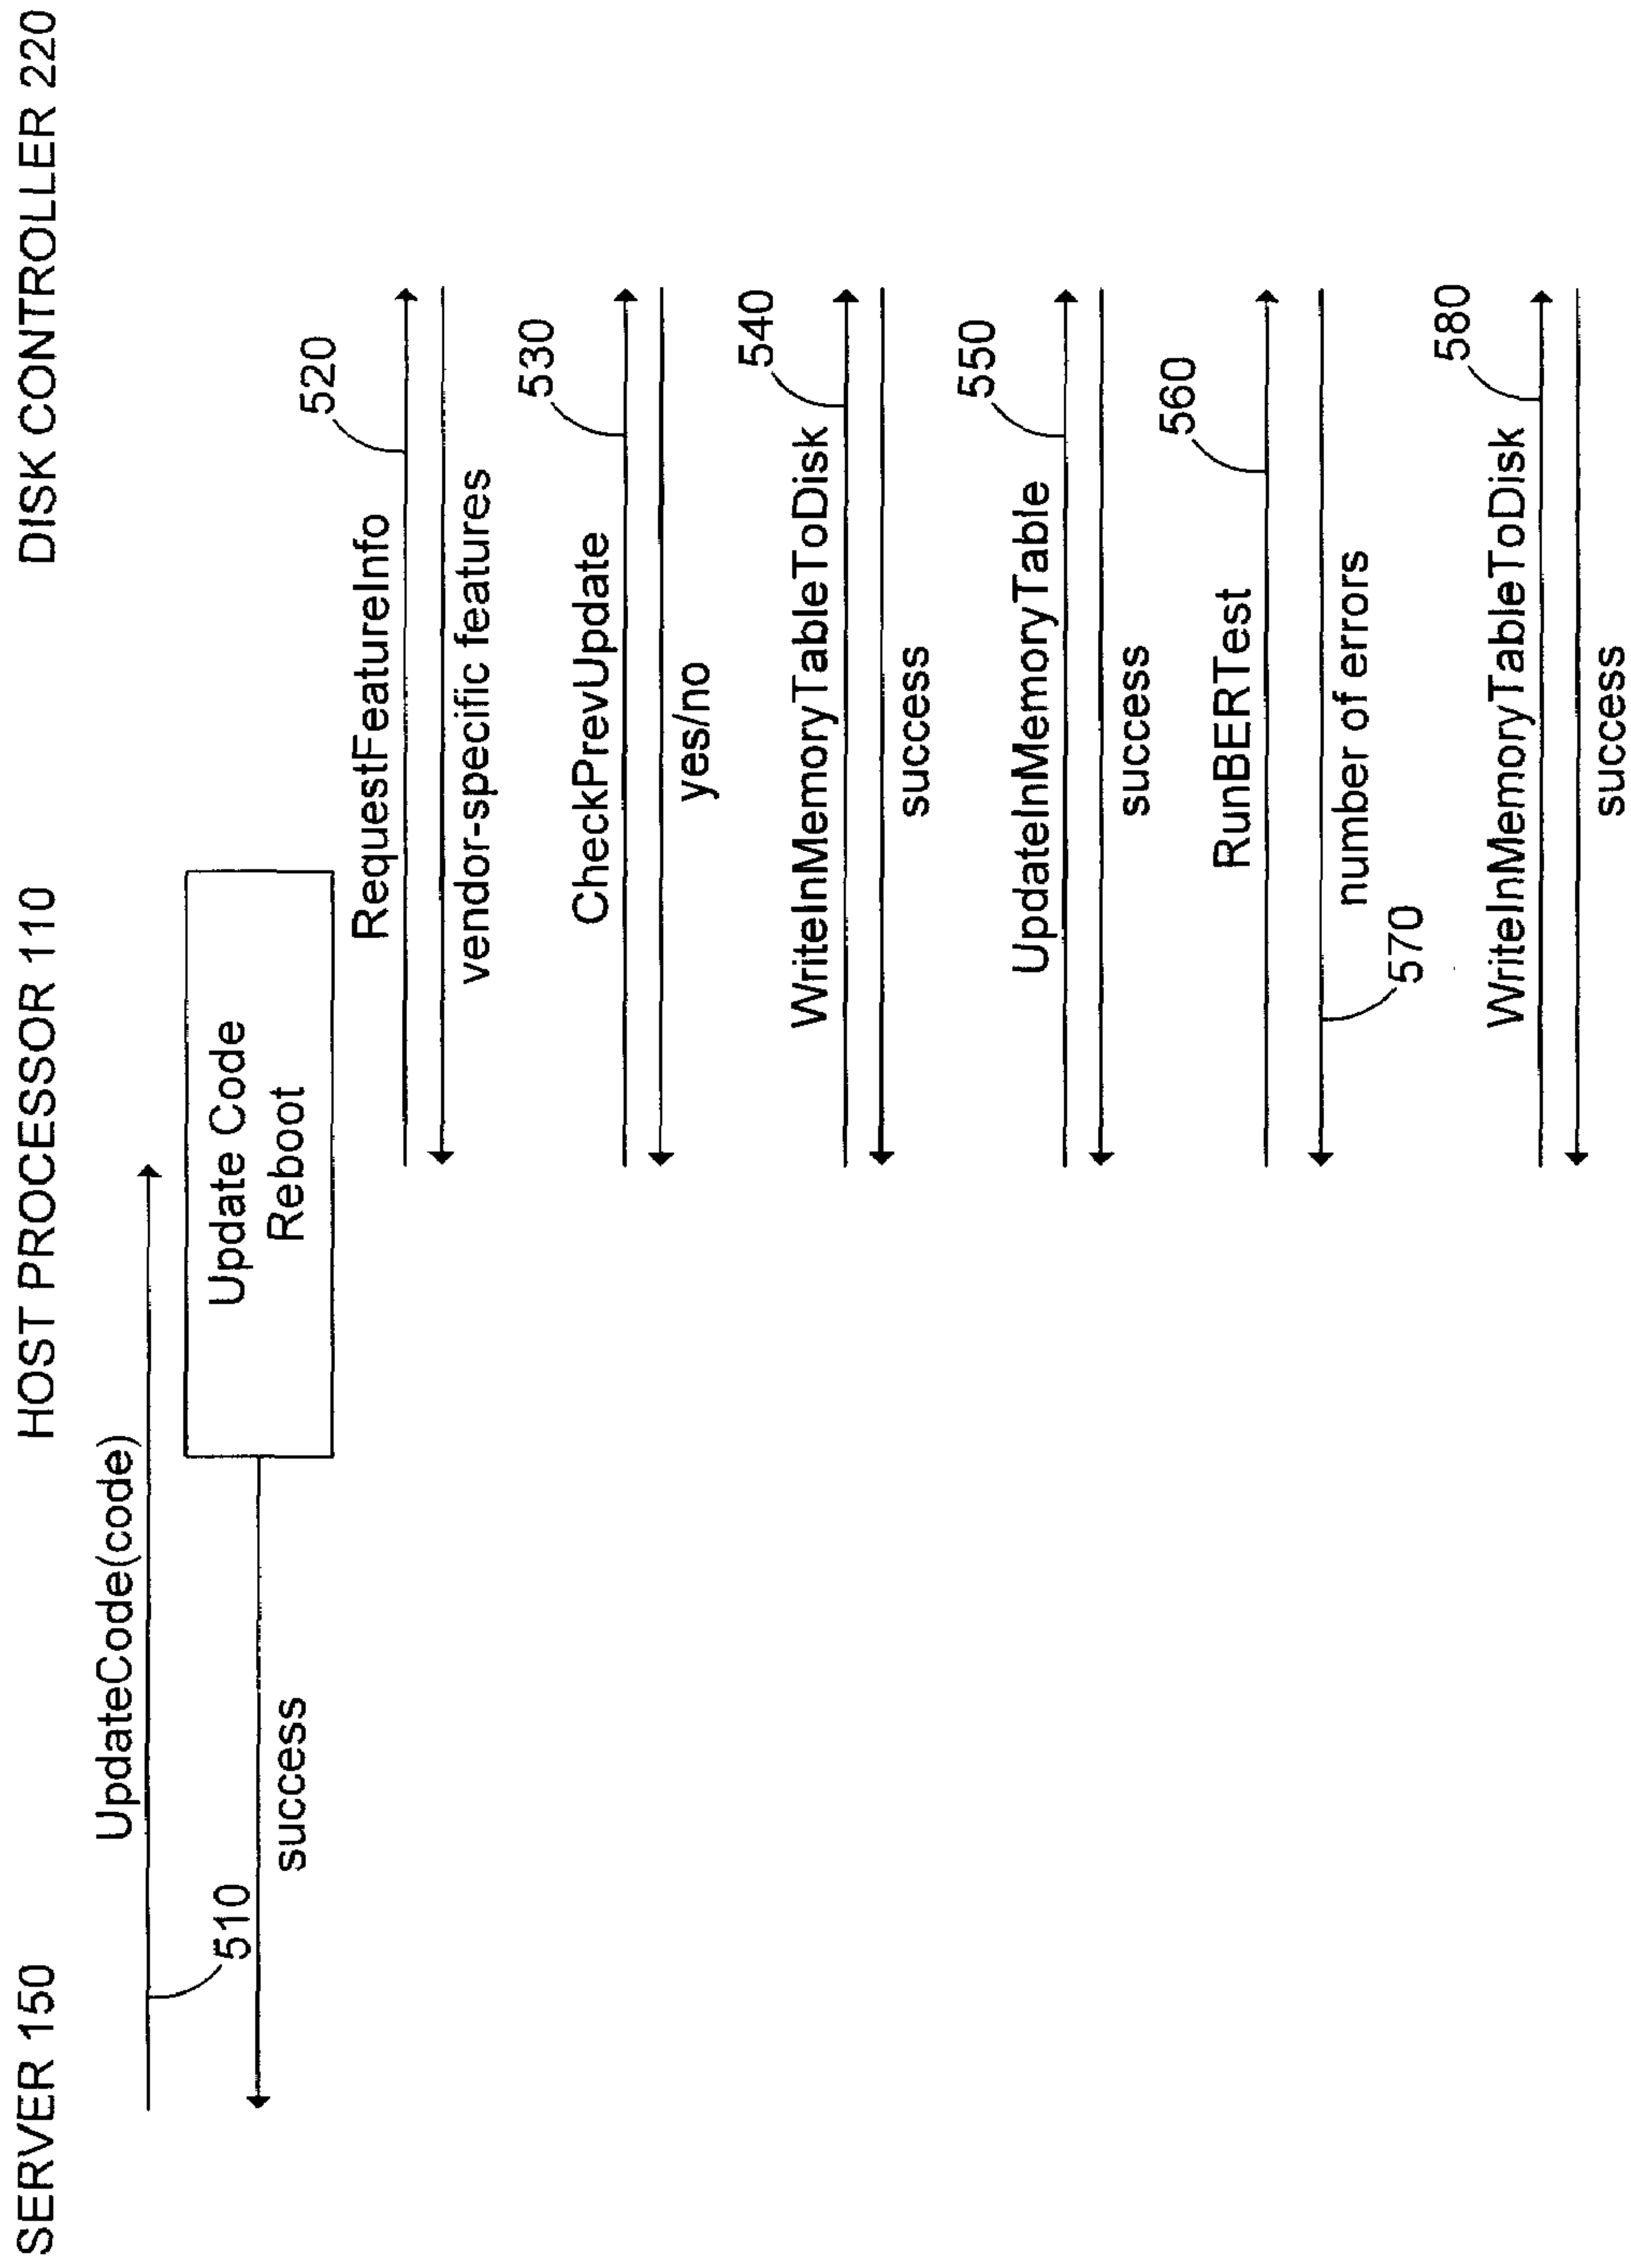 SERVER 150
HOST PROCESSOR 110
DISK CONTROLLER 220
UpdateCode(code)
510
Update Code
Reboot
success
520
RequestFeatureInfo
vendor-specific features
530
CheckPrevUpdate
yes/no
540
WriteInMemoryTableToDisk
success
550
UpdateInMemoryTable
success
560
RunBERTest
number of errors
570
580
WriteInMemoryTableToDisk
success